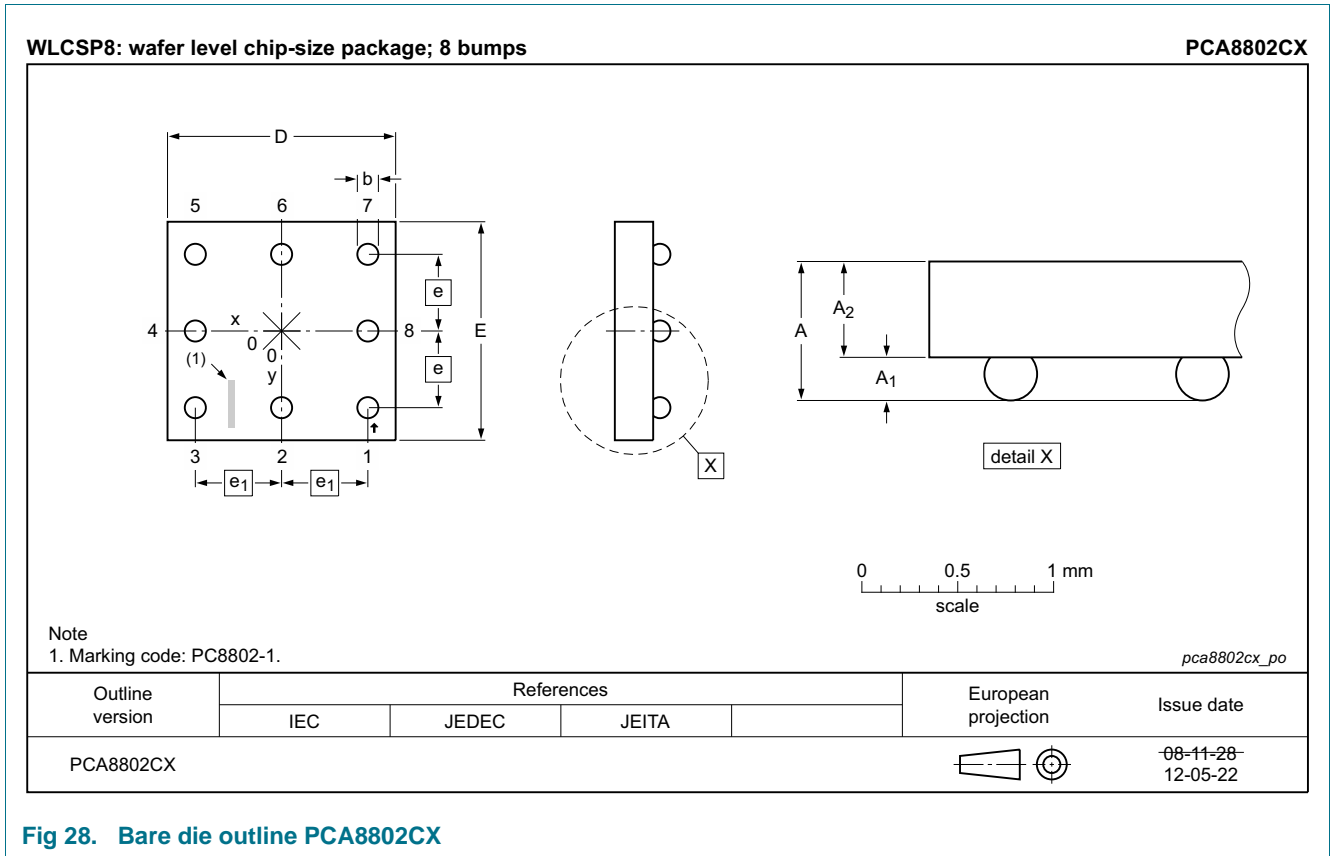 WLCSP8: wafer level chip-size package; 8 bumps PCA8802CX
D
b
5 6 7
e
A2
4 x 8 E A
0
(1) 0
y
e
A1
3 2 1
X
detail X
e1 e1
0 0.5 1 mm
scale
Note
1. Marking code: PC8802-1.
pca8802cx_po
Outline version
References
European projection
Issue date
IEC JEDEC JEITA
PCA8802CX
08-11-28
12-05-22
Fig 28. Bare die outline PCA8802CX